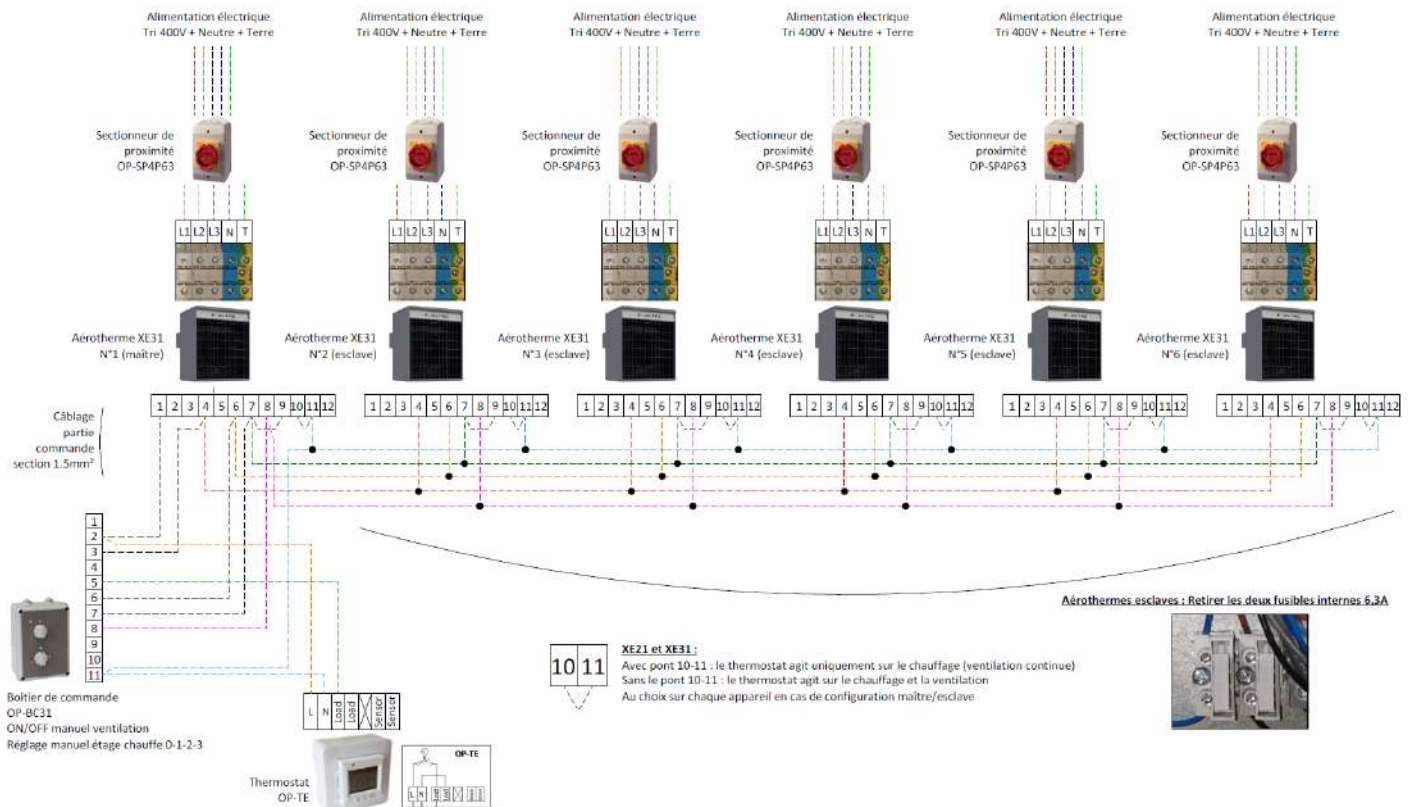 Alimentation électrique
Tri 400V + Neutre + Terre
Alimentation électrique
Tri 400V + Neutre + Terre
Alimentation électrique
Tri 400V + Neutre + Terre
Alimentation électrique
Tri 400V + Neutre + Terre
Alimentation électrique
Tri 400V + Neutre + Terre
Alimentation électrique
Tri 400V + Neutre + Terre
Sectionneur de
proximité
OP-SP4P63
Sectionneur de
proximité
OP-SP4P63
Sectionneur de
proximité
OP-SP4P63
Sectionneur de
proximité
OP-SP4P63
Sectionneur de
proximité
OP-SP4P63
Sectionneur de
proximité
OP-SP4P63
L1 L2 L3 N T
L1 L2 L3 N T
L1 L2 L3 N T
L1 L2 L3 N T
L1 L2 L3 N T
L1 L2 L3 N T
Aérotherme XE31
N°1 (maître)
Aérotherme XE31
N°2 (esclave)
Aérotherme XE31
N°3 (esclave)
Aérotherme XE31
N°4 (esclave)
Aérotherme XE31
N°5 (esclave)
Aérotherme XE31
N°6 (esclave)
1 2 3 4 5 6 7 8 9 10 11 12
1 2 3 4 5 6 7 8 9 10 11 12
1 2 3 4 5 6 7 8 9 10 11 12
1 2 3 4 5 6 7 8 9 10 11 12
1 2 3 4 5 6 7 8 9 10 11 12
1 2 3 4 5 6 7 8 9 10 11 12
Câblage
partie
commande
section 1.5mm²
1
2
3
4
5
6
7
8
9
10
11
Boîtier de commande
OP-BC31
ON/OFF manuel ventilation
Réglage manuel étage chauffe 0-1-2-3
L N Load Load Sensor Sensor
Thermostat
OP-TE
OP-TE
L N Load Load
10 11
XE21 et XE31 :
Avec pont 10-11 : le thermostat agit uniquement sur le chauffage (ventilation continue)
Sans le pont 10-11 : le thermostat agit sur le chauffage et la ventilation
Au choix sur chaque appareil en cas de configuration maître/esclave
Aérothermes esclaves : Retirer les deux fusibles internes 6,3A